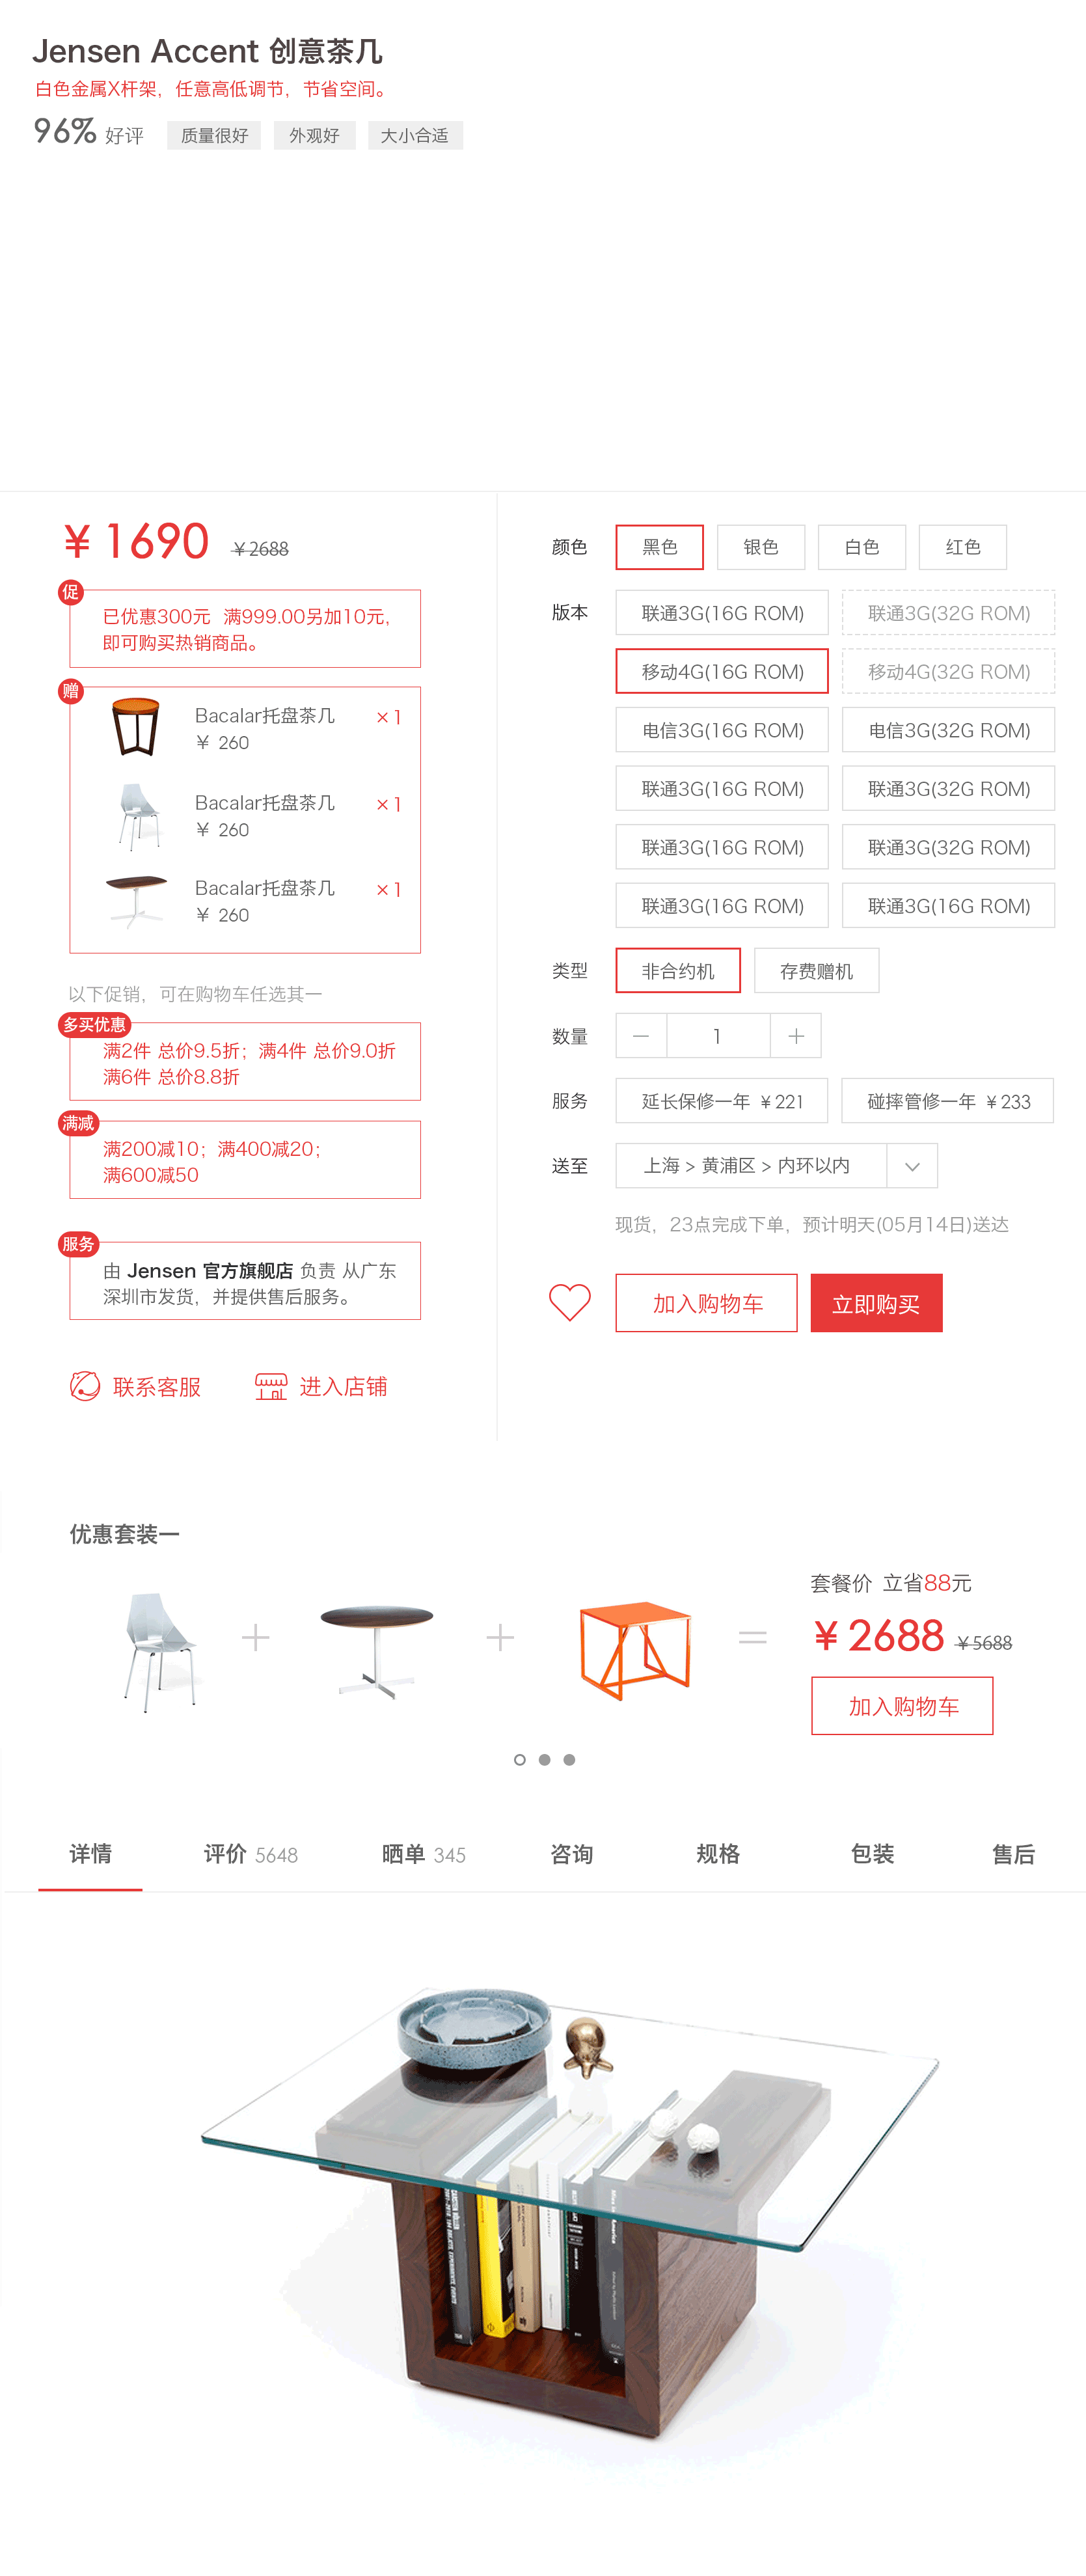 Jensen Accent 创意茶几
白色金属X杆架，任意高低调节，节省空间。
96% 好评 质量很好 外观好 大小合适
¥ 1690 ¥2688
促
已优惠300元 满999.00另加10元，
即可购买热销商品。
赠
Bacalar托盘茶几 ×1
¥ 260
Bacalar托盘茶几 ×1
¥ 260
Bacalar托盘茶几 ×1
¥ 260
以下促销，可在购物车任选其一
多买优惠
满2件 总价9.5折；满4件 总价9.0折
满6件 总价8.8折
满减
满200减10；满400减20；
满600减50
服务
由 Jensen 官方旗舰店 负责 从广东
深圳市发货，并提供售后服务。
联系客服 进入店铺
颜色 黑色 银色 白色 红色
版本 联通3G(16G ROM) 联通3G(32G ROM)
移动4G(16G ROM) 移动4G(32G ROM)
电信3G(16G ROM) 电信3G(32G ROM)
联通3G(16G ROM) 联通3G(32G ROM)
联通3G(16G ROM) 联通3G(32G ROM)
联通3G(16G ROM) 联通3G(16G ROM)
类型 非合约机 存费赠机
数量 — 1 +
服务 延长保修一年 ¥221 碰摔管修一年 ¥233
送至 上海 > 黄浦区 > 内环以内
现货，23点完成下单，预计明天(05月14日)送达
加入购物车 立即购买
优惠套装一
+ + =
套餐价 立省88元
¥ 2688 ¥5688
加入购物车
详情 评价 5648 晒单 345 咨询 规格 包装 售后